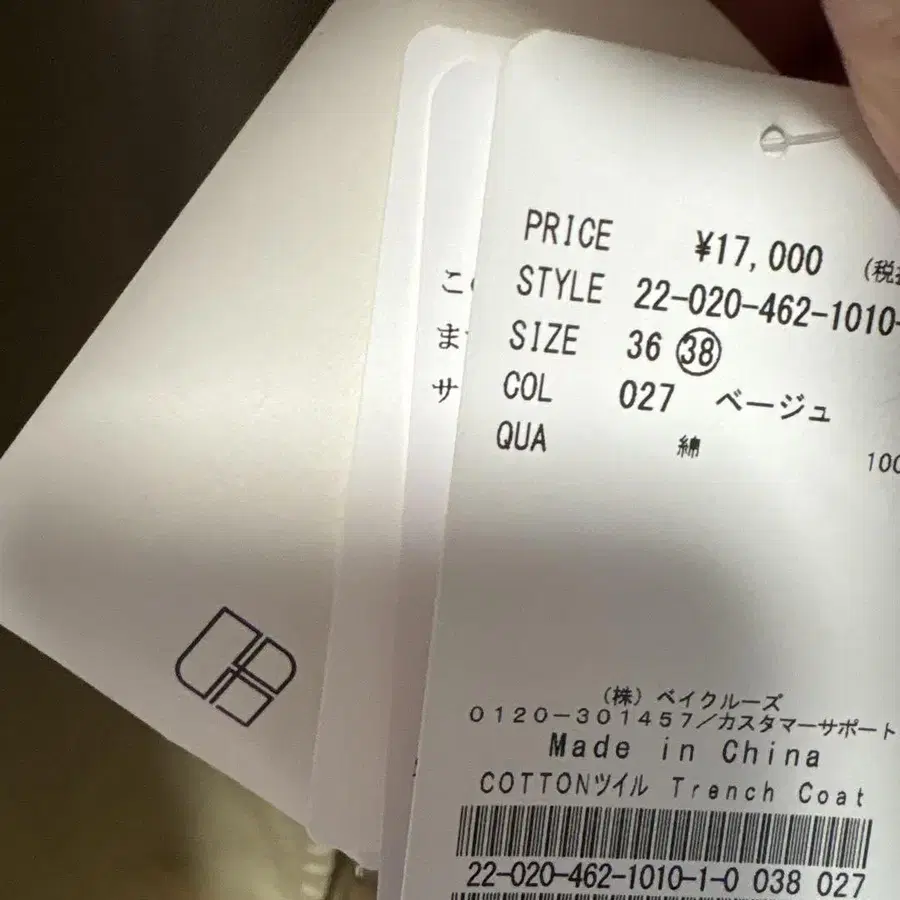 PRICE ¥17,000 (税
STYLE 22-020-462-1010-
SIZE 36 38
COL 027 ベージュ
QUA 綿 100
(株) ベイクルーズ
0120-301457/カスタマーサポート
Made in China
COTTONツイル Trench Coat
22-020-462-1010-1-0 038 027
こ
ま
サ